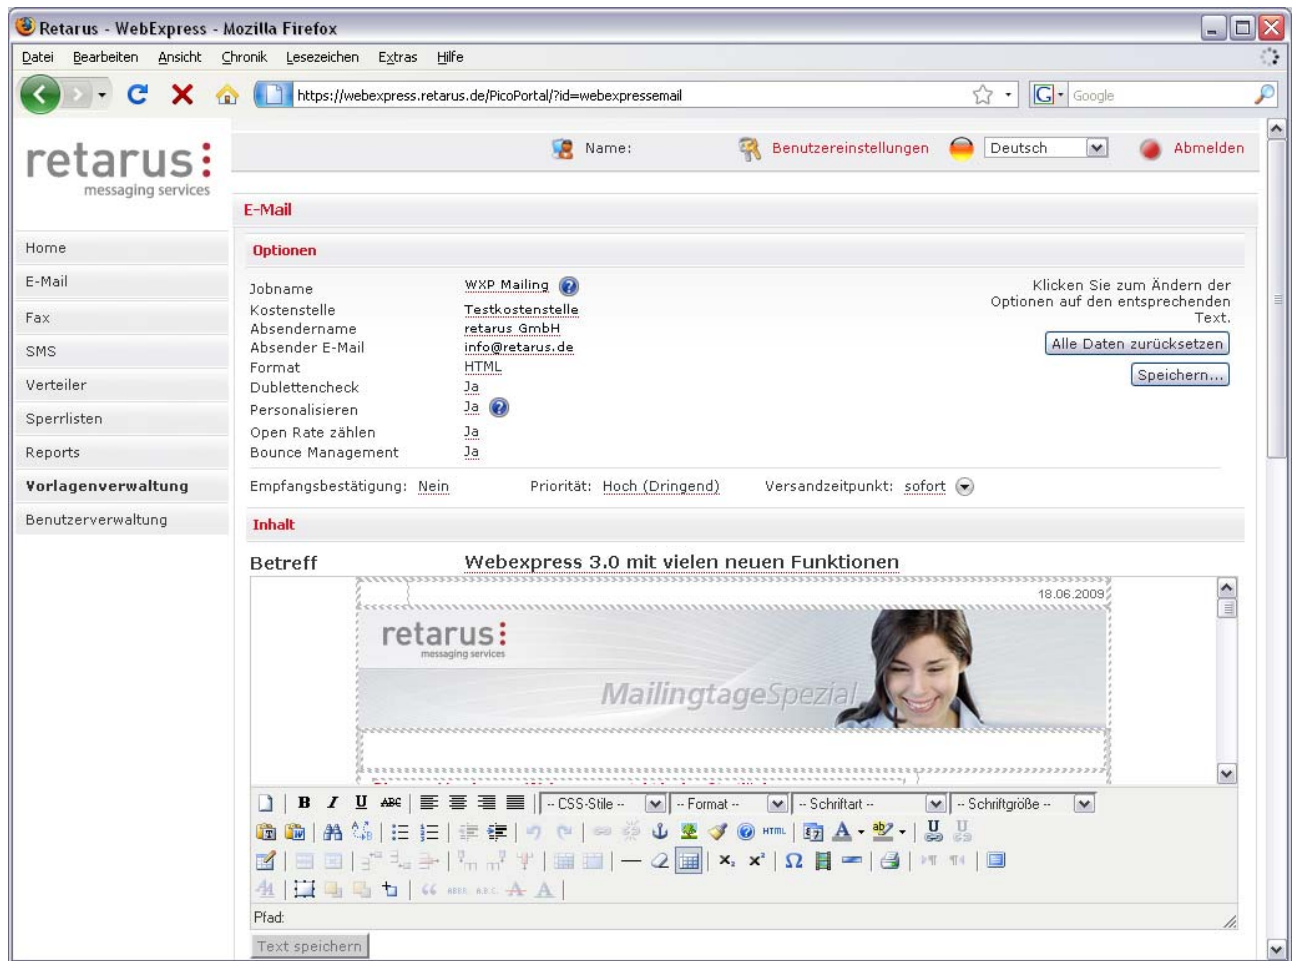 Retarus - WebExpress - Mozilla Firefox
Datei Bearbeiten Ansicht Chronik Lesezeichen Extras Hilfe
https://webexpress.retarus.de/PicoPortal/?id=webexpressemail
G Google
retarus:
messaging services
Name: Benutzereinstellungen Deutsch Abmelden
Home
E-Mail
Fax
SMS
Verteiler
Sperrlisten
Reports
Vorlagenverwaltung
Benutzerverwaltung
E-Mail
Optionen
Jobname WXP Mailing ?
Kostenstelle Testkostenstelle
Absendername retarus GmbH
Absender E-Mail info@retarus.de
Format HTML
Dublettencheck Ja
Personalisieren Ja ?
Open Rate zählen Ja
Bounce Management Ja
Klicken Sie zum Ändern der
Optionen auf den entsprechenden
Text.
Alle Daten zurücksetzen
Speichern...
Empfangsbestätigung: Nein Priorität: Hoch (Dringend) Versandzeitpunkt: sofort
Inhalt
Betreff Webexpress 3.0 mit vielen neuen Funktionen
18.06.2009
retarus:
messaging services
MailingtageSpezial
B I U ABC -- CSS-Stile -- -- Format -- -- Schriftart -- -- Schriftgröße --
HTML A ab U
x₂ x² Ω
A A
Pfad:
Text speichern